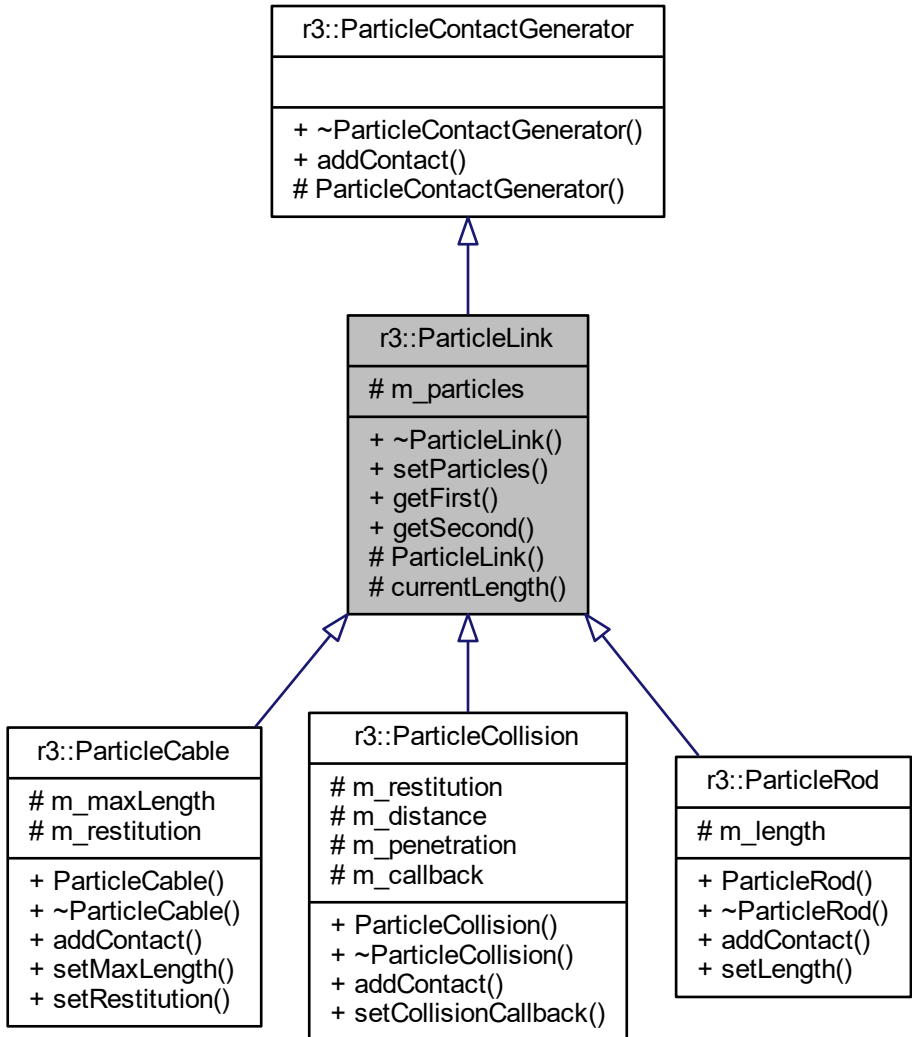 r3::ParticleContactGenerator
+ ~ParticleContactGenerator()
+ addContact()
# ParticleContactGenerator()
r3::ParticleLink
# m_particles
+ ~ParticleLink()
+ setParticles()
+ getFirst()
+ getSecond()
# ParticleLink()
# currentLength()
r3::ParticleCable
# m_maxLength
# m_restitution
+ ParticleCable()
+ ~ParticleCable()
+ addContact()
+ setMaxLength()
+ setRestitution()
r3::ParticleCollision
# m_restitution
# m_distance
# m_penetration
# m_callback
+ ParticleCollision()
+ ~ParticleCollision()
+ addContact()
+ setCollisionCallback()
r3::ParticleRod
# m_length
+ ParticleRod()
+ ~ParticleRod()
+ addContact()
+ setLength()